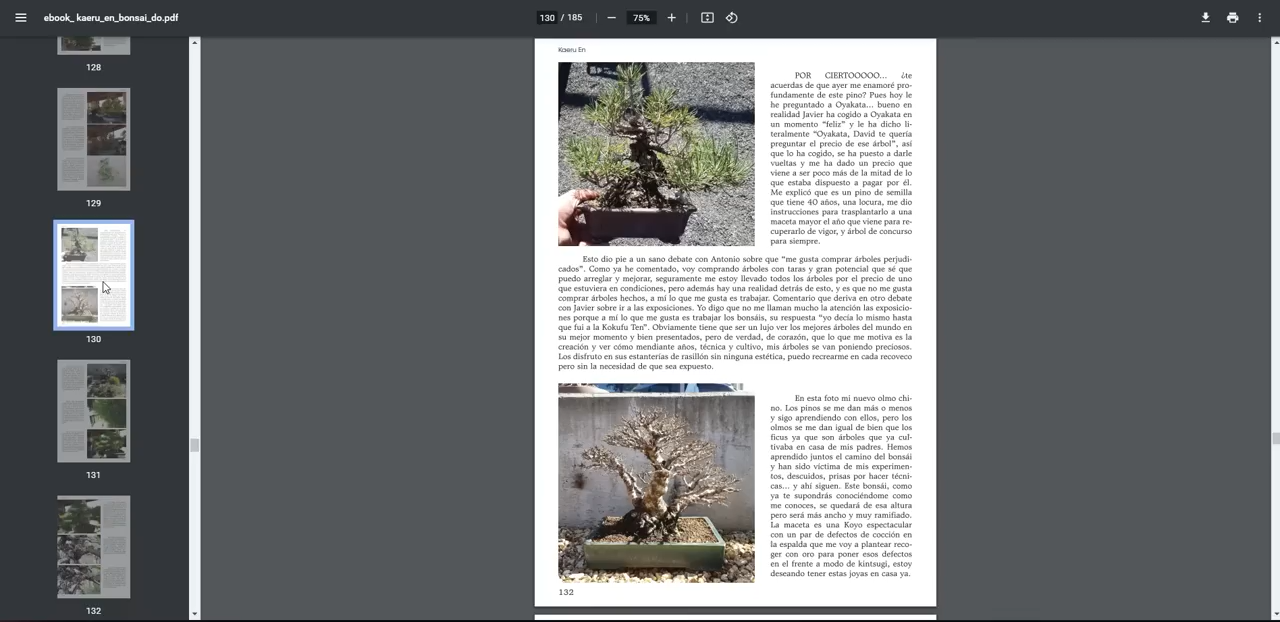 ebook_ kaeru_en_bonsai_do.pdf
130 / 185
75%
128
129
130
131
132
Kaeru En
POR CIERTOOOOO... ¿te
acuerdas de que ayer me enamoré pro-
fundamente de este pino? Pues hoy le
he preguntado a Oyakata... bueno en
realidad Javier ha cogido a Oyakata en
un momento “feliz” y le ha dicho li-
teralmente “Oyakata, David te quería
preguntar el precio de ese árbol”, así
que lo ha cogido, se ha puesto a darle
vueltas y me ha dado un precio que
viene a ser poco más de la mitad de lo
que estaba dispuesto a pagar por él.
Me explicó que es un pino de semilla
que tiene 40 años, una locura, me dio
instrucciones para trasplantarlo a una
maceta mayor el año que viene para re-
cuperarlo de vigor, y árbol de concurso
para siempre.
Esto dio pie a un sano debate con Antonio sobre que “me gusta comprar árboles perjudi-
cados”. Como ya he comentado, voy comprando árboles con taras y gran potencial que sé que
puedo arreglar y mejorar, seguramente me estoy llevado todos los árboles por el precio de uno
que estuviera en condiciones, pero además hay una realidad detrás de esto, y es que no me gusta
comprar árboles hechos, a mí lo que me gusta es trabajar. Comentario que deriva en otro debate
con Javier sobre ir a las exposiciones. Yo digo que no me llaman mucho la atención las exposicio-
nes porque a mí lo que me gusta es trabajar los bonsáis, su respuesta “yo decía lo mismo hasta
que fui a la Kokufu Ten”. Obviamente tiene que ser un lujo ver los mejores árboles del mundo en
su mejor momento y bien presentados, pero de verdad, de corazón, que lo que me motiva es la
creación y ver cómo mendiante años, técnica y cultivo, mis árboles se van poniendo preciosos.
Los disfruto en sus estanterías de rasillón sin ninguna estética, puedo recrearme en cada recoveco
pero sin la necesidad de que sea expuesto.
En esta foto mi nuevo olmo chi-
no. Los pinos se me dan más o menos
y sigo aprendiendo con ellos, pero los
olmos se me dan igual de bien que los
ficus ya que son árboles que ya cul-
tivaba en casa de mis padres. Hemos
aprendido juntos el camino del bonsái
y han sido víctima de mis experimen-
tos, descuidos, prisas por hacer técni-
cas... y ahí siguen. Este bonsái, como
ya te supondrás conociéndome como
me conoces, se quedará de esa altura
pero será más ancho y muy ramificado.
La maceta es una Koyo espectacular
con un par de defectos de cocción en
la espalda que me voy a plantear reco-
ger con oro para poner esos defectos
en el frente a modo de kintsugi, estoy
deseando tener estas joyas en casa ya.
132